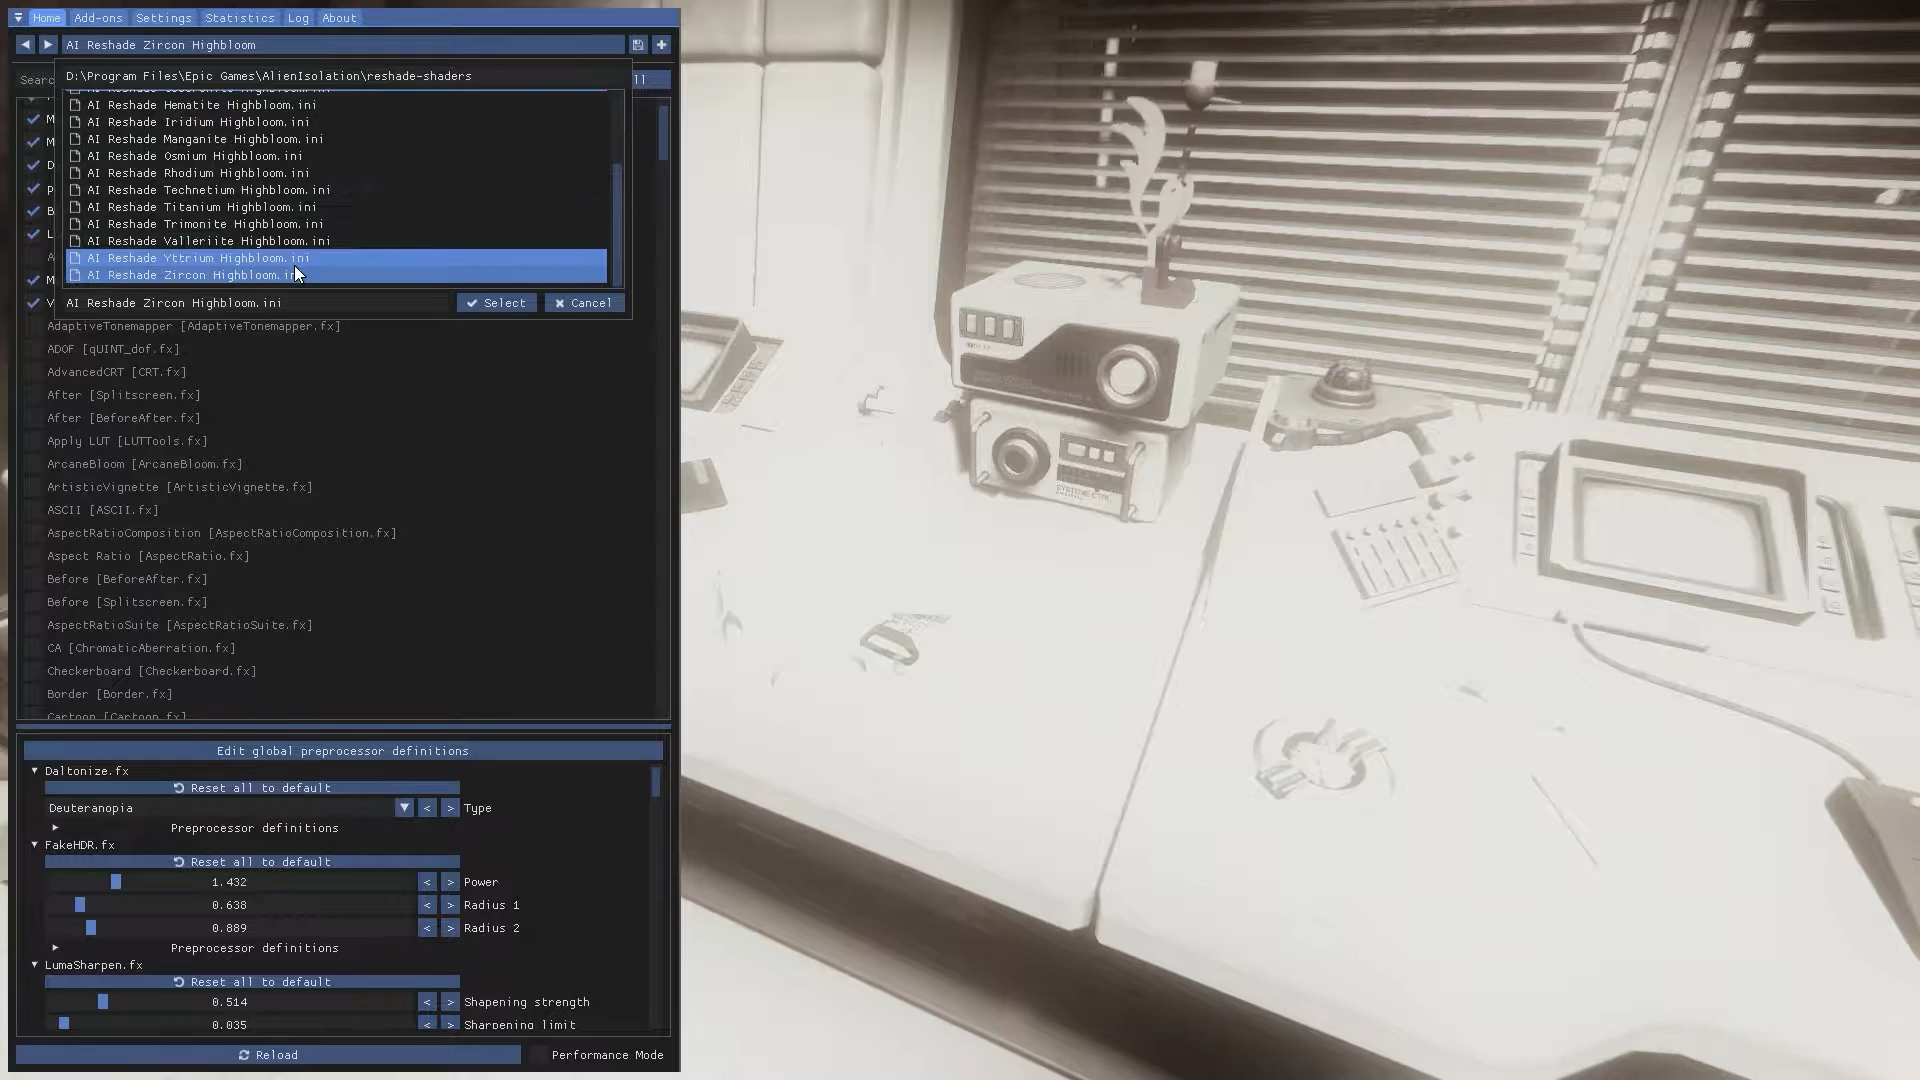 Home Add-ons Settings Statistics Log About
AI Reshade Zircon Highbloom
D:\Program Files\Epic Games\AlienIsolation\reshade-shaders
AI Reshade Hematite Highbloom.ini
AI Reshade Iridium Highbloom.ini
AI Reshade Manganite Highbloom.ini
AI Reshade Osmium Highbloom.ini
AI Reshade Rhodium Highbloom.ini
AI Reshade Technetium Highbloom.ini
AI Reshade Titanium Highbloom.ini
AI Reshade Trimonite Highbloom.ini
AI Reshade Valleriite Highbloom.ini
AI Reshade Yttrium Highbloom.ini
AI Reshade Zircon Highbloom.ini
AI Reshade Zircon Highbloom.ini Select Cancel
AdaptiveTonemapper [AdaptiveTonemapper.fx]
ADOF [qUINT_dof.fx]
AdvancedCRT [CRT.fx]
After [Splitscreen.fx]
After [BeforeAfter.fx]
Apply LUT [LUTTools.fx]
ArcaneBloom [ArcaneBloom.fx]
ArtisticVignette [ArtisticVignette.fx]
ASCII [ASCII.fx]
AspectRatioComposition [AspectRatioComposition.fx]
Aspect Ratio [AspectRatio.fx]
Before [BeforeAfter.fx]
Before [Splitscreen.fx]
AspectRatioSuite [AspectRatioSuite.fx]
CA [ChromaticAberration.fx]
Checkerboard [Checkerboard.fx]
Border [Border.fx]
Cartoon [Cartoon.fx]
Edit global preprocessor definitions
Daltonize.fx
Reset all to default
Deuteranopia < > Type
Preprocessor definitions
FakeHDR.fx
Reset all to default
1.432 < > Power
0.638 < > Radius 1
0.889 < > Radius 2
Preprocessor definitions
LumaSharpen.fx
Reset all to default
0.514 < > Shapening strength
0.035 < > Sharpening limit
Reload Performance Mode